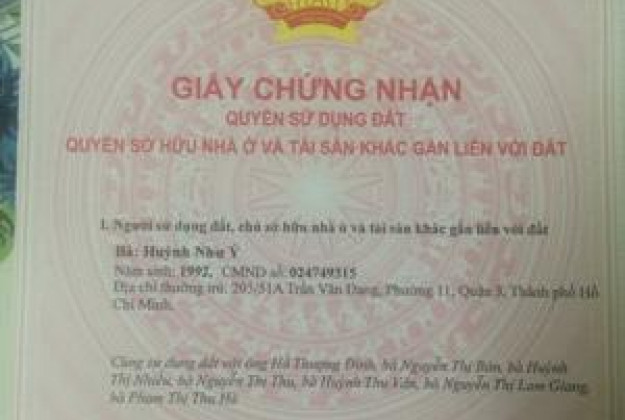 GIẤY CHỨNG NHẬN
QUYỀN SỬ DỤNG ĐẤT
QUYỀN SỞ HỮU NHÀ Ở VÀ TÀI SẢN KHÁC GẮN LIỀN VỚI ĐẤT
I. Người sử dụng đất, chủ sở hữu nhà ở và tài sản khác gắn liền với đất
Bà: Huỳnh Như Ý
Năm sinh: 1992, CMND số: 024749315
Địa chỉ thường trú: 205/51A Trần Văn Đang, Phường 11, Quận 3, Thành phố Hồ
Chí Minh.
Cùng sử dụng đất với ông Hồ Thượng Đỉnh, bà Nguyễn Thị Bán, bà Huỳnh
Thị Nhiều, bà Nguyễn Thị Thu, bà Huỳnh Thu Vân, bà Nguyễn Thị Lam Giang,
bà Phạm Thị Thu Hà